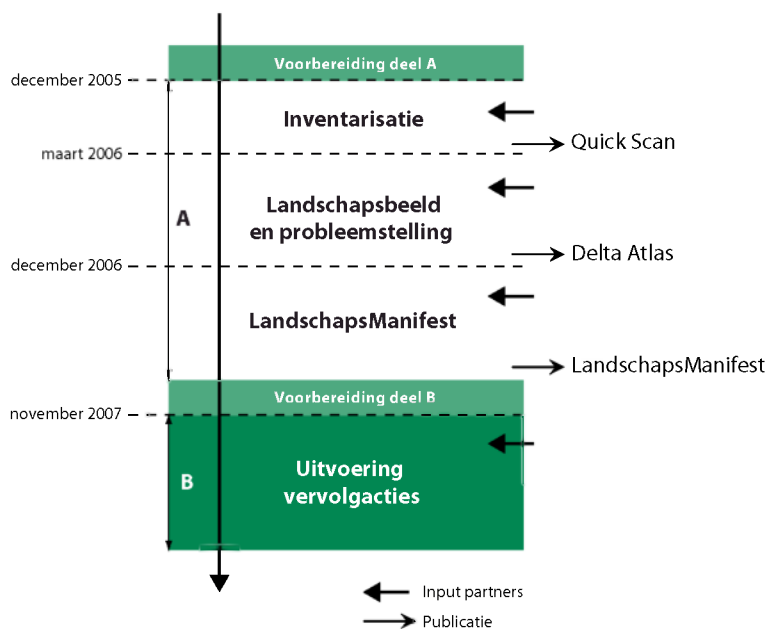 Voorbereiding deel A
december 2005
Inventarisatie
Quick Scan
maart 2006
A
Landschapsbeeld
en probleemstelling
Delta Atlas
december 2006
LandschapsManifest
LandschapsManifest
Voorbereiding deel B
november 2007
B
Uitvoering
vervolgacties
Input partners
Publicatie